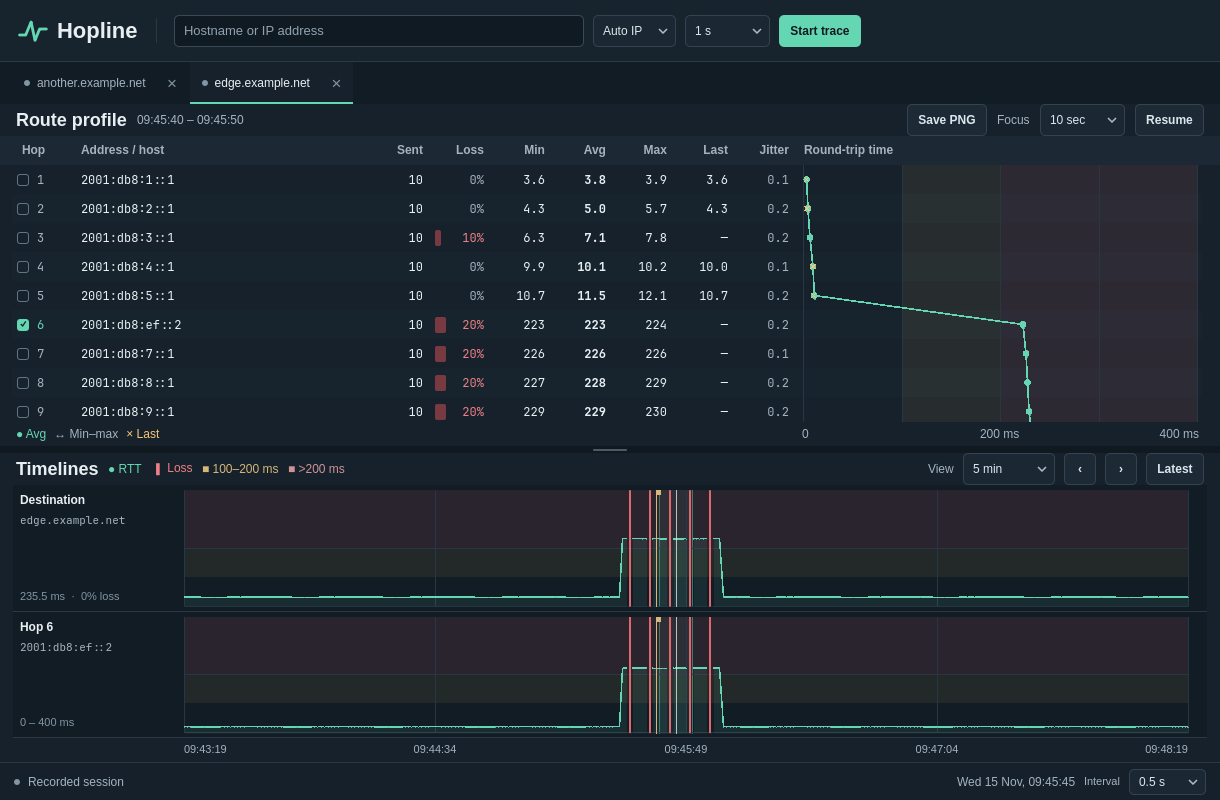 Hopline
Hostname or IP address
Auto IP
1 s
Start trace
another.example.net ×
edge.example.net ×
Route profile 09:45:40 – 09:45:50
Save PNG Focus 10 sec Resume
Hop Address / host Sent Loss Min Avg Max Last Jitter Round-trip time
1 2001:db8:1::1 10 0% 3.6 3.8 3.9 3.6 0.1
2 2001:db8:2::1 10 0% 4.3 5.0 5.7 4.3 0.2
3 2001:db8:3::1 10 10% 6.3 7.1 7.8 — 0.2
4 2001:db8:4::1 10 0% 9.9 10.1 10.2 10.0 0.1
5 2001:db8:5::1 10 0% 10.7 11.5 12.1 10.7 0.2
6 2001:db8:ef::2 10 20% 223 223 224 — 0.2
7 2001:db8:7::1 10 20% 226 226 226 — 0.1
8 2001:db8:8::1 10 20% 227 228 229 — 0.2
9 2001:db8:9::1 10 20% 229 229 230 — 0.2
● Avg ↔ Min–max × Last 0 200 ms 400 ms
Timelines ● RTT ❚ Loss ■ 100–200 ms ■ >200 ms
View 5 min ‹ › Latest
Destination
edge.example.net
235.5 ms · 0% loss
Hop 6
2001:db8:ef::2
0 – 400 ms
09:43:19 09:44:34 09:45:49 09:47:04 09:48:19
Recorded session
Wed 15 Nov, 09:45:45 Interval 0.5 s